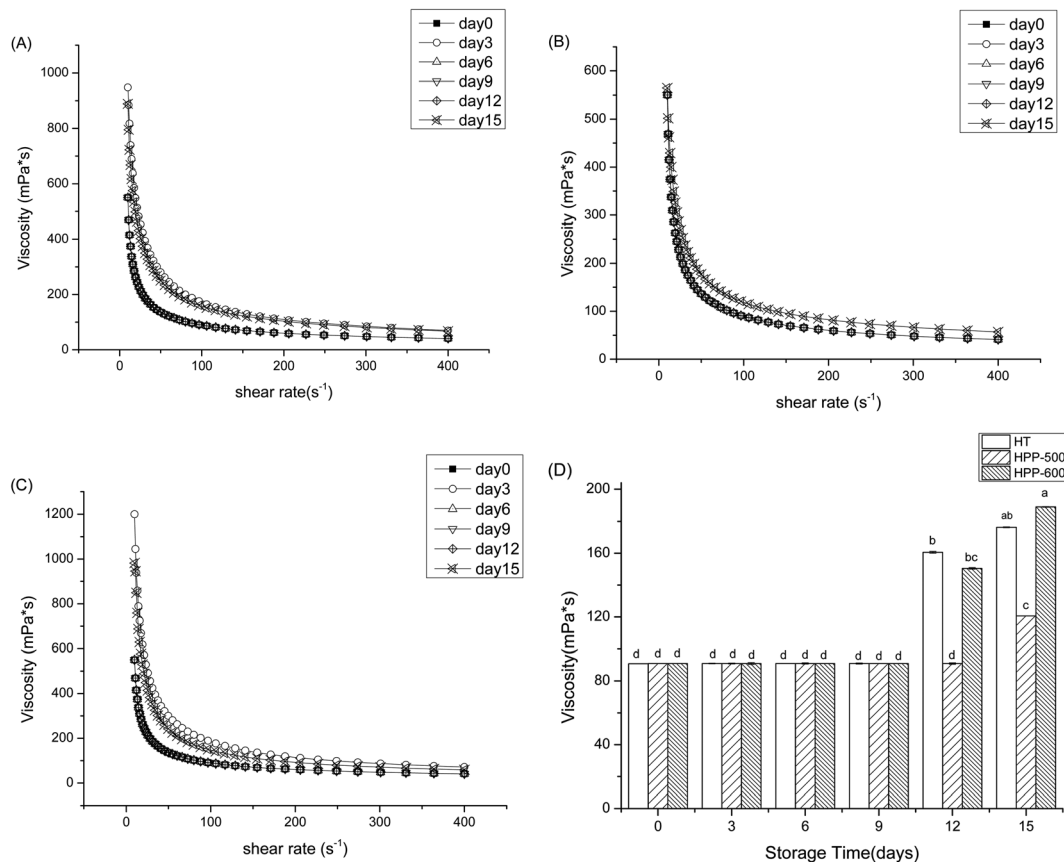 (A)
day0
day3
day6
day9
day12
day15
1000
800
600
400
200
0
Viscosity (mPa*s)
0
100
200
300
400
shear rate(s⁻¹)
(B)
day0
day3
day6
day9
day12
day15
600
500
400
300
200
100
0
Viscosity (mPa*s)
0
100
200
300
400
shear rate (s⁻¹)
(C)
day0
day3
day6
day9
day12
day15
1200
1000
800
600
400
200
0
Viscosity (mPa*s)
0
100
200
300
400
shear rate (s⁻¹)
(D)
HT
HPP-500
HPP-600
200
160
120
80
40
0
Viscosity(mPa*s)
d d d
d d d
d d d
d d d
b d bc
ab c a
0
3
6
9
12
15
Storage Time(days)